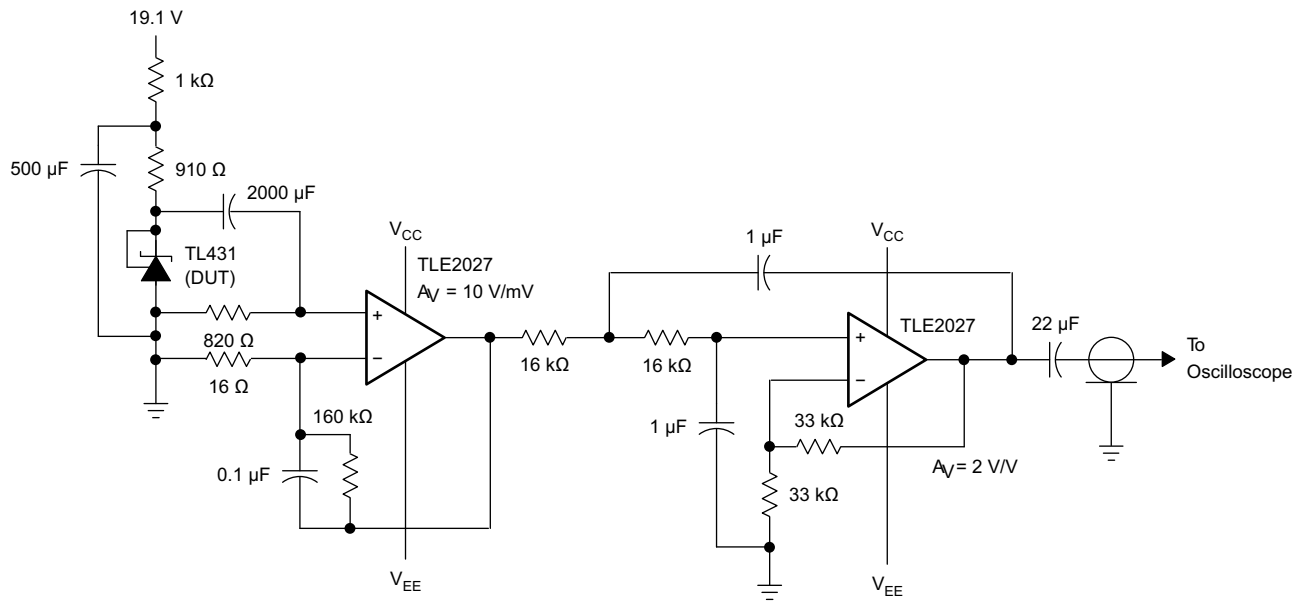 19.1 V
1 kΩ
500 µF
910 Ω
2000 µF
TL431
(DUT)
820 Ω
16 Ω
160 kΩ
0.1 µF
VCC
TLE2027
AV = 10 V/mV
VEE
16 kΩ
16 kΩ
1 µF
1 µF
VCC
TLE2027
33 kΩ
33 kΩ
AV = 2 V/V
VEE
22 µF
To
Oscilloscope